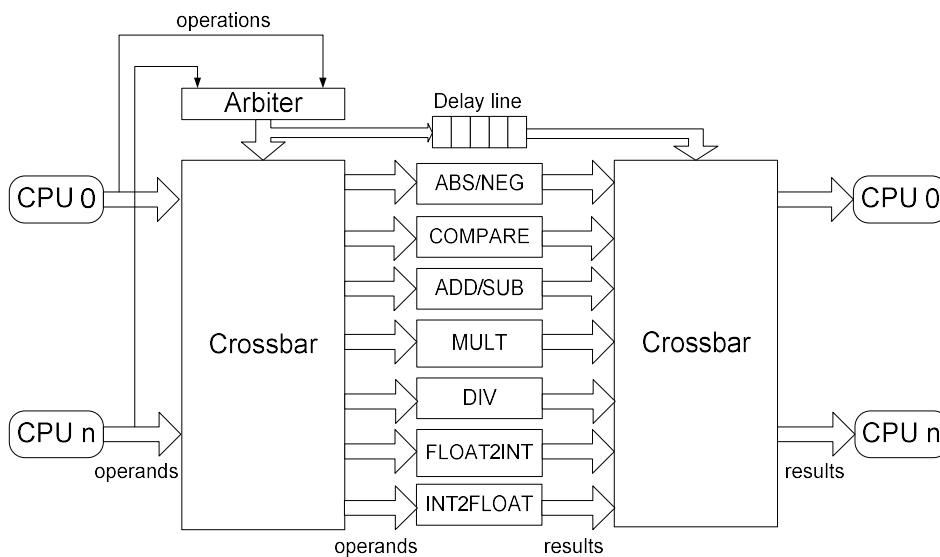 operations
Arbiter
Delay line
CPU 0
ABS/NEG
CPU 0
COMPARE
ADD/SUB
Crossbar
MULT
Crossbar
DIV
CPU n
CPU n
FLOAT2INT
operands
results
INT2FLOAT
operands
results